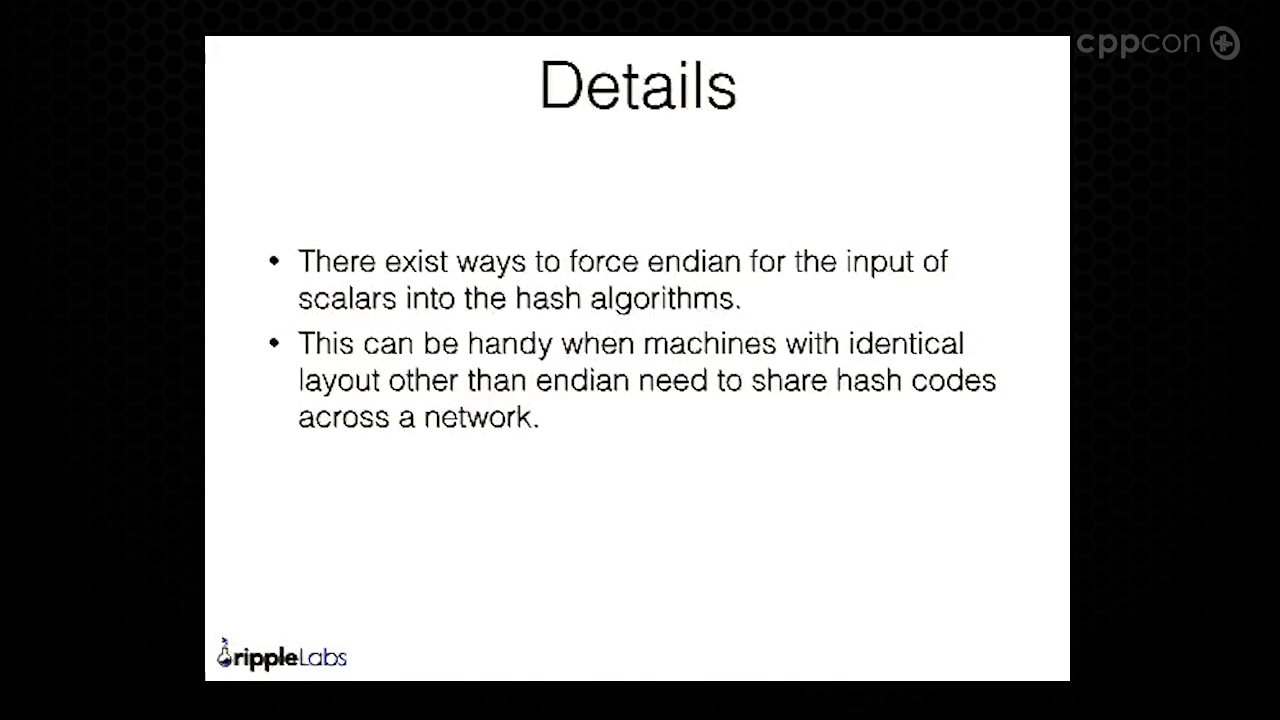 cppcon
Details
• There exist ways to force endian for the input of
scalars into the hash algorithms.
• This can be handy when machines with identical
layout other than endian need to share hash codes
across a network.
rippleLabs